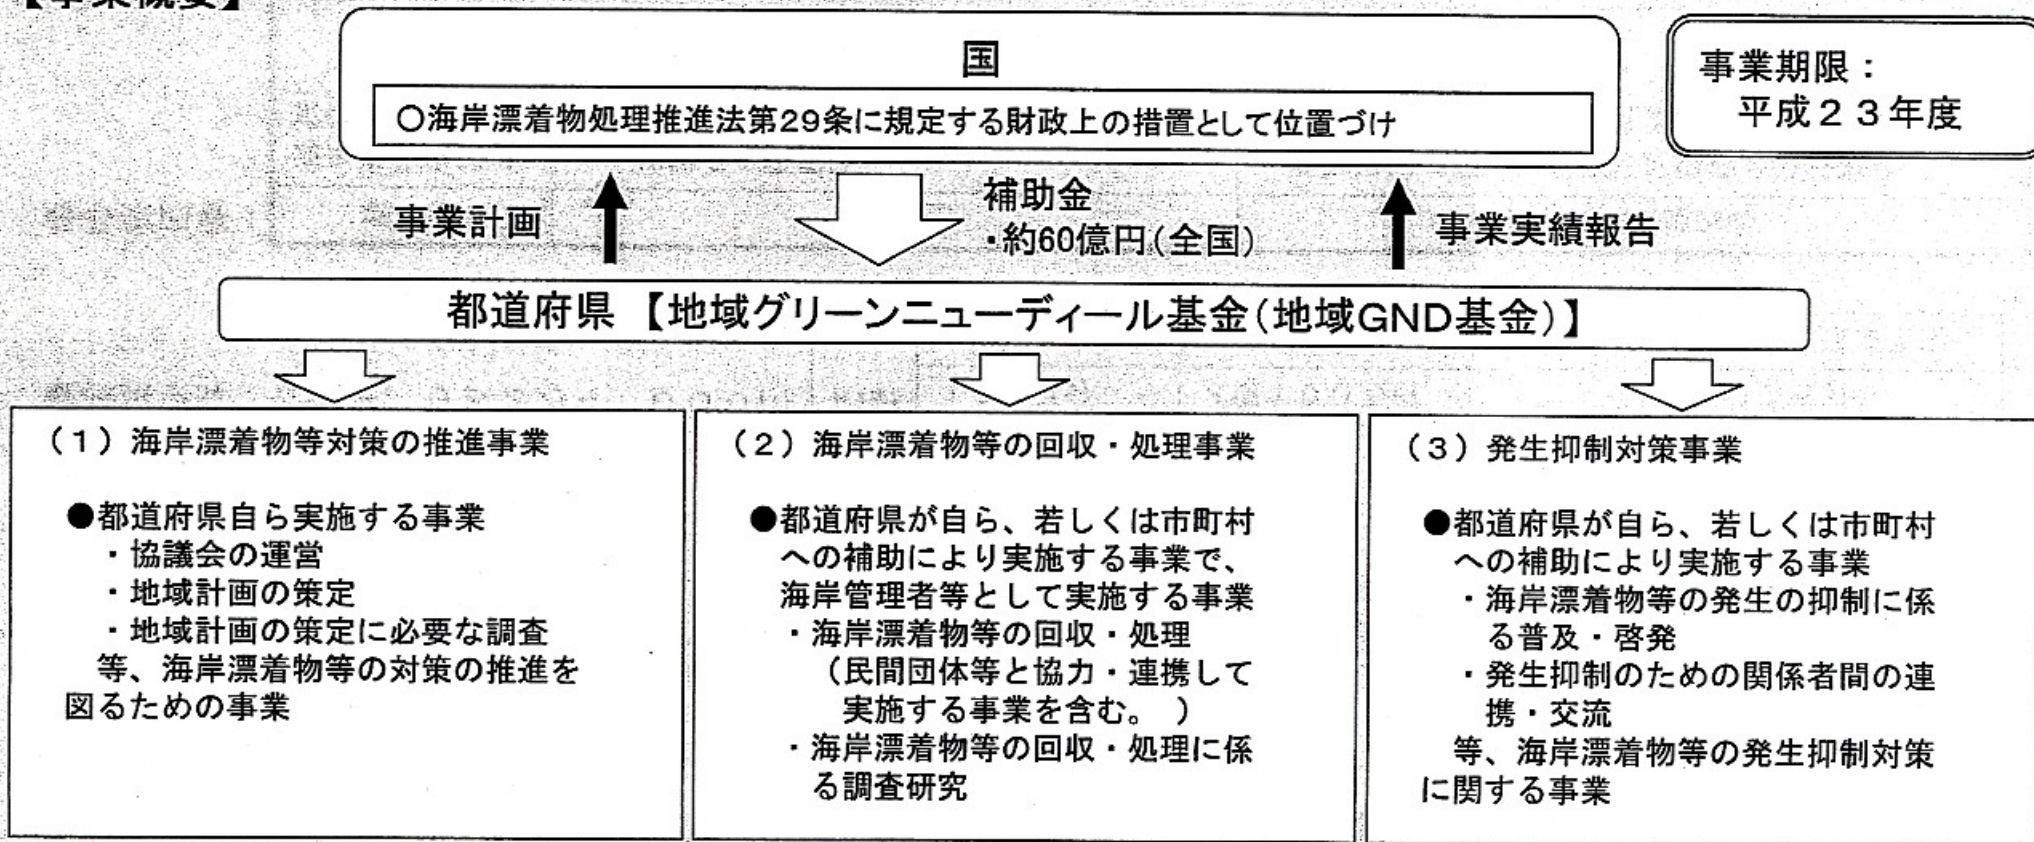 【事業概要】
国
○海岸漂着物処理推進法第29条に規定する財政上の措置として位置づけ
事業期限：
平成２３年度
事業計画
補助金
・約60億円(全国)
事業実績報告
都道府県 【地域グリーンニューディール基金(地域GND基金)】
（１）海岸漂着物等対策の推進事業
●都道府県自ら実施する事業
・協議会の運営
・地域計画の策定
・地域計画の策定に必要な調査
等、海岸漂着物等の対策の推進を
図るための事業
（２）海岸漂着物等の回収・処理事業
●都道府県が自ら、若しくは市町村
への補助により実施する事業で、
海岸管理者等として実施する事業
・海岸漂着物等の回収・処理
（民間団体等と協力・連携して
実施する事業を含む。 ）
・海岸漂着物等の回収・処理に係
る調査研究
（３）発生抑制対策事業
●都道府県が自ら、若しくは市町村
への補助により実施する事業
・海岸漂着物等の発生の抑制に係
る普及・啓発
・発生抑制のための関係者間の連
携・交流
等、海岸漂着物等の発生抑制対策
に関する事業